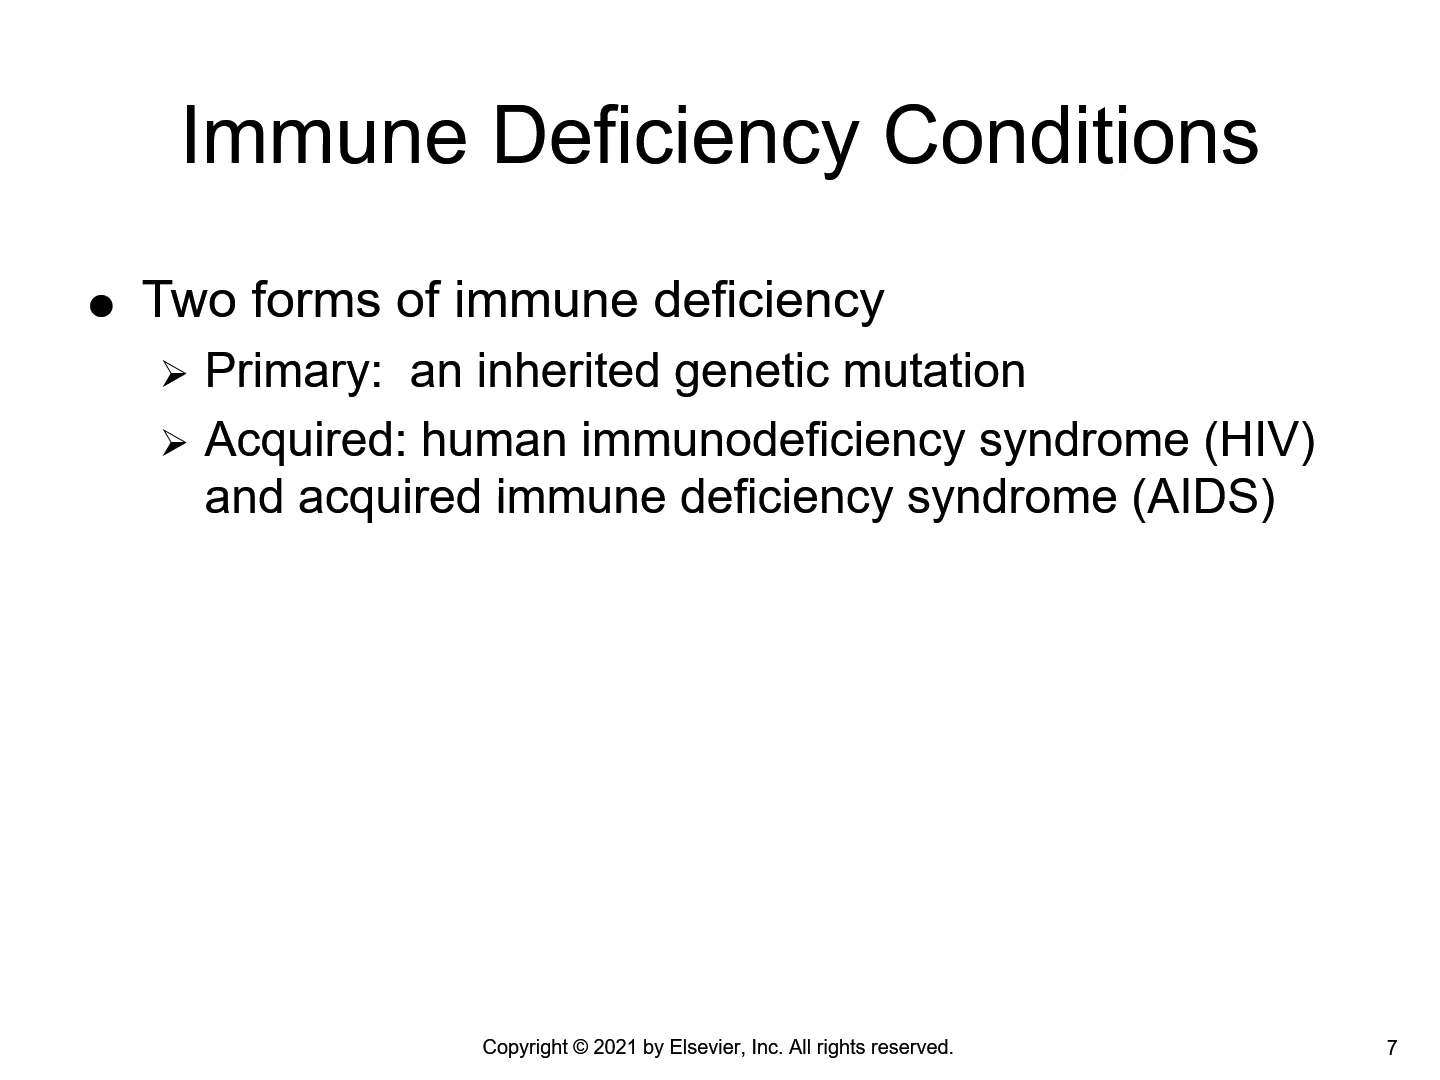 Immune Deficiency Conditions
● Two forms of immune deficiency
➢ Primary:  an inherited genetic mutation
➢ Acquired: human immunodeficiency syndrome (HIV)
and acquired immune deficiency syndrome (AIDS)
Copyright © 2021 by Elsevier, Inc. All rights reserved.
7